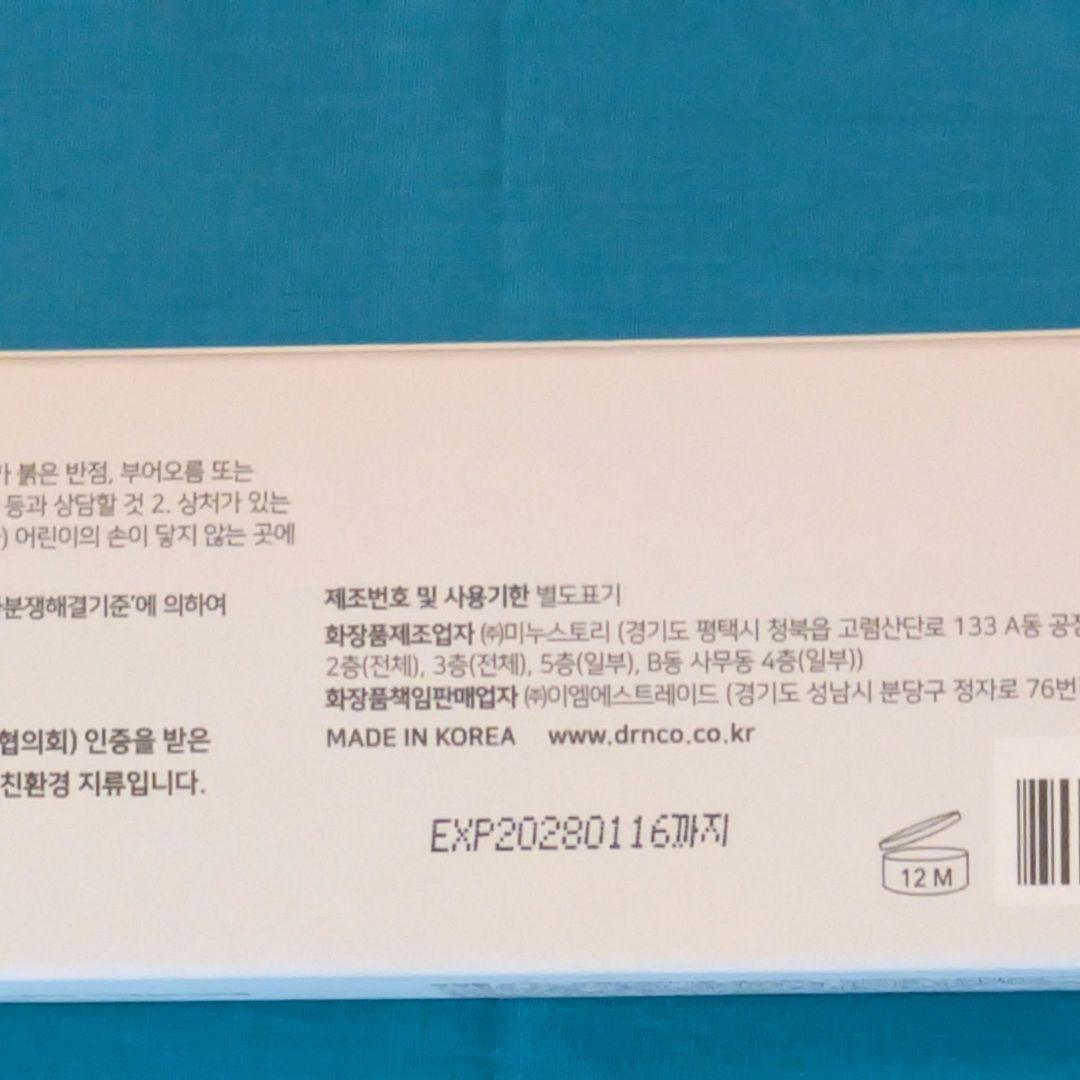 붉은 반점, 부어오름 또는
등과 상담할 것 2. 상처가 있는
) 어린이의 손이 닿지 않는 곳에
분쟁해결기준'에 의하여
협의회) 인증을 받은
친환경 지류입니다.
제조번호 및 사용기한 별도표기
화장품제조업자 ㈜미누스토리 (경기도 평택시 청북읍 고렴산단로 133 A동 공장
2층(전체), 3층(전체), 5층(일부), B동 사무동 4층(일부))
화장품책임판매업자 ㈜이엠에스트레이드 (경기도 성남시 분당구 정자로 76번
MADE IN KOREA www.drnco.co.kr
EXP20280116까지
12 M